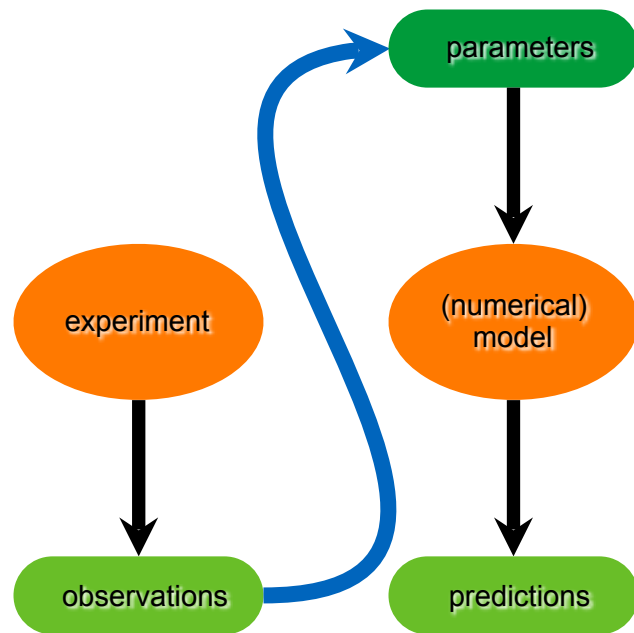 parameters
experiment
(numerical)
model
observations
predictions